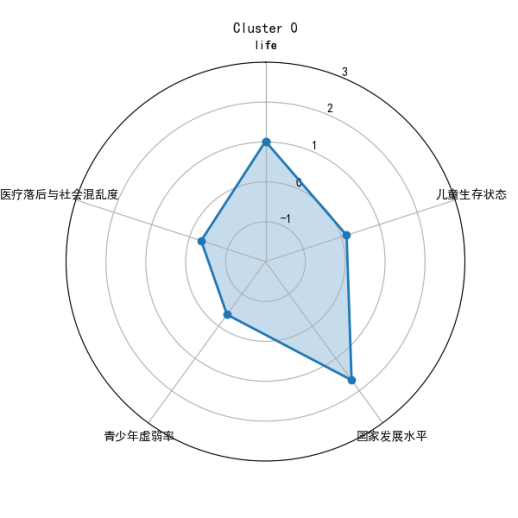 Cluster 0
life
3
2
1
0
-1
医疗落后与社会混乱度
儿童生存状态
青少年虚弱率
国家发展水平